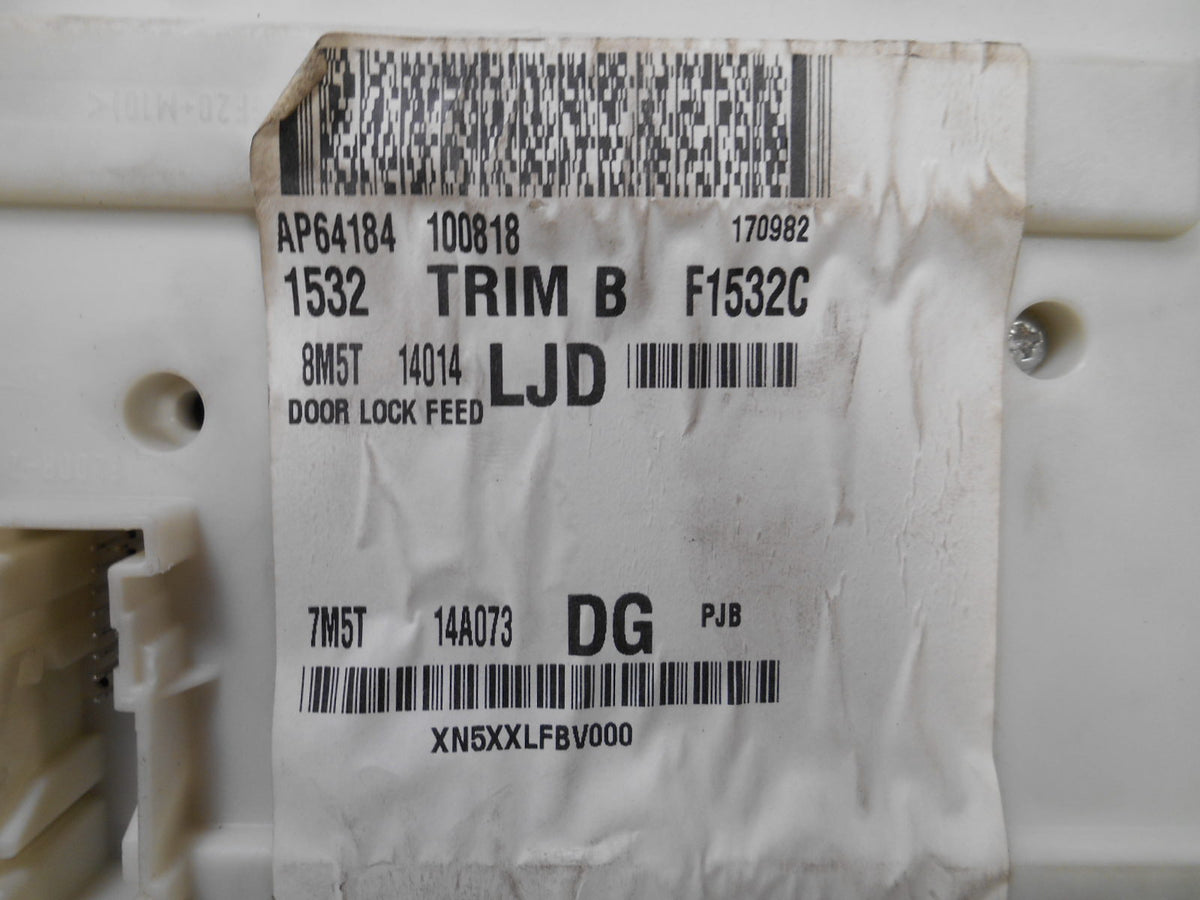 AP64184 100818 170982
1532 TRIM B F1532C
8M5T 14014 LJD
DOOR LOCK FEED
7M5T 14A073 DG PJB
XN5XXLFBV000